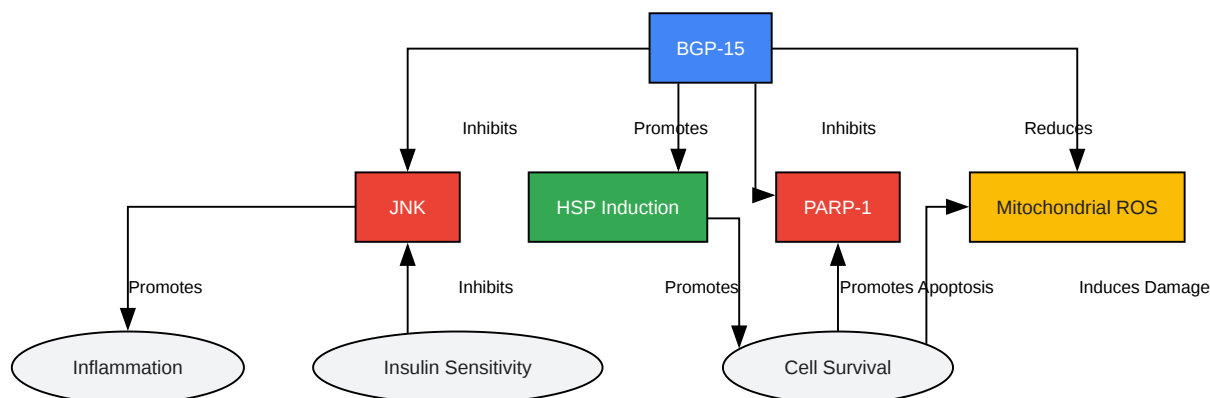 BGP-15
Inhibits
Promotes
Inhibits
Reduces
JNK
HSP Induction
PARP-1
Mitochondrial ROS
Promotes
Inhibits
Promotes
Promotes Apoptosis
Induces Damage
Inflammation
Insulin Sensitivity
Cell Survival